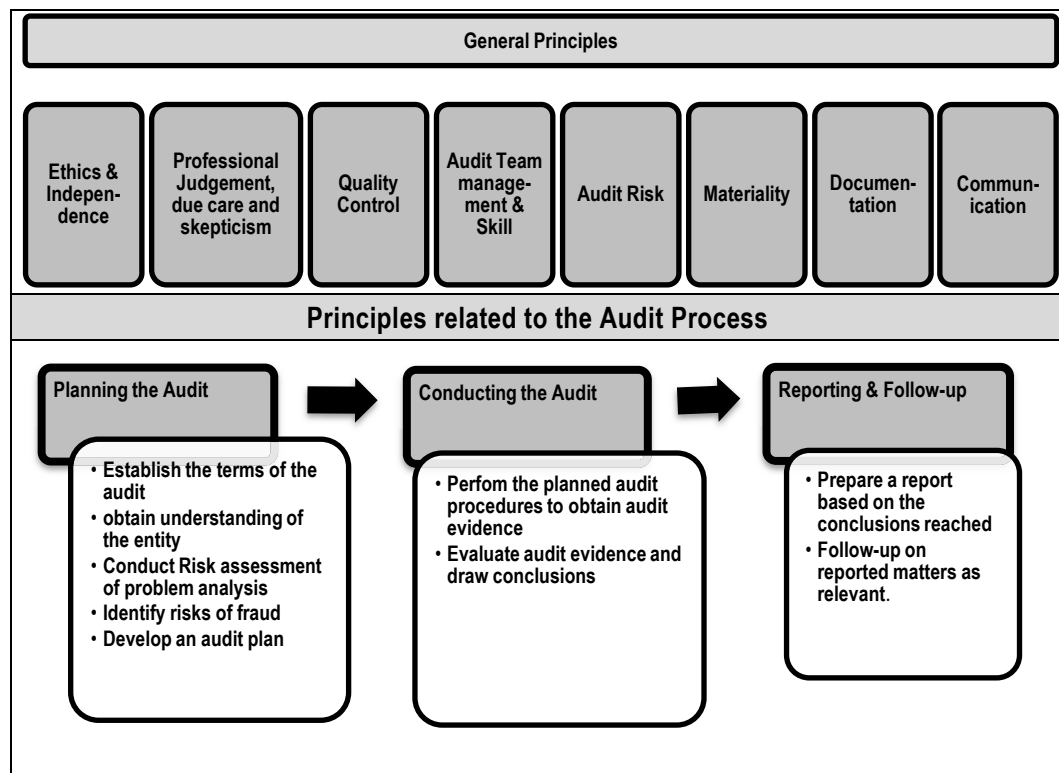 General Principles
Ethics &
Indepen-
dence
Professional
Judgement,
due care and
skepticism
Quality
Control
Audit Team
manage-
ment &
Skill
Audit Risk
Materiality
Documen-
tation
Commun-
ication
Principles related to the Audit Process
Planning the Audit
• Establish the terms of the
audit
• obtain understanding of
the entity
• Conduct Risk assessment
of problem analysis
• Identify risks of fraud
• Develop an audit plan
Conducting the Audit
• Perfom the planned audit
procedures to obtain audit
evidence
• Evaluate audit evidence and
draw conclusions
Reporting & Follow-up
• Prepare a report
based on the
conclusions reached
• Follow-up on
reported matters as
relevant.